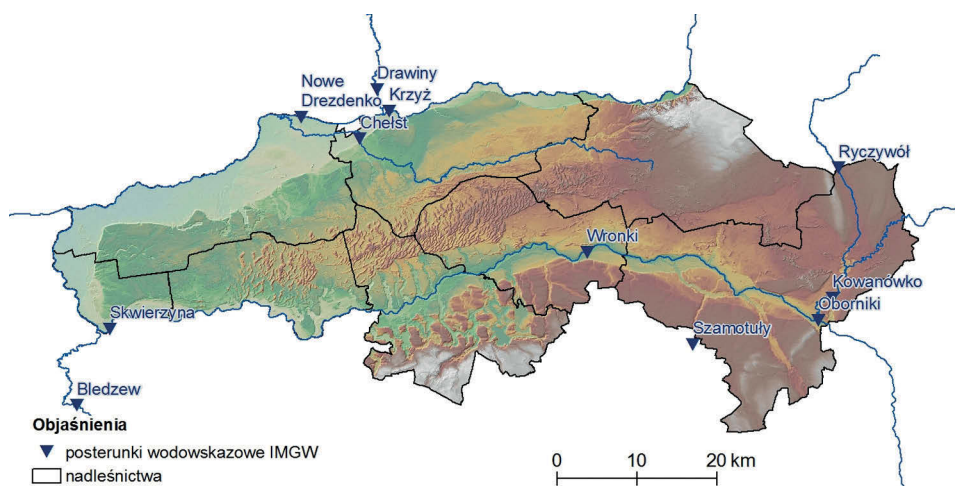 Drawiny
Nowe
Drezdenko
Krzyż
Chełst
Ryczywół
Wronki
Kowanówko
Oborniki
Skwierzyna
Szamotuły
Bledzew
Objaśnienia
posterunki wodowskazowe IMGW
nadleśnictwa
0 10 20 km